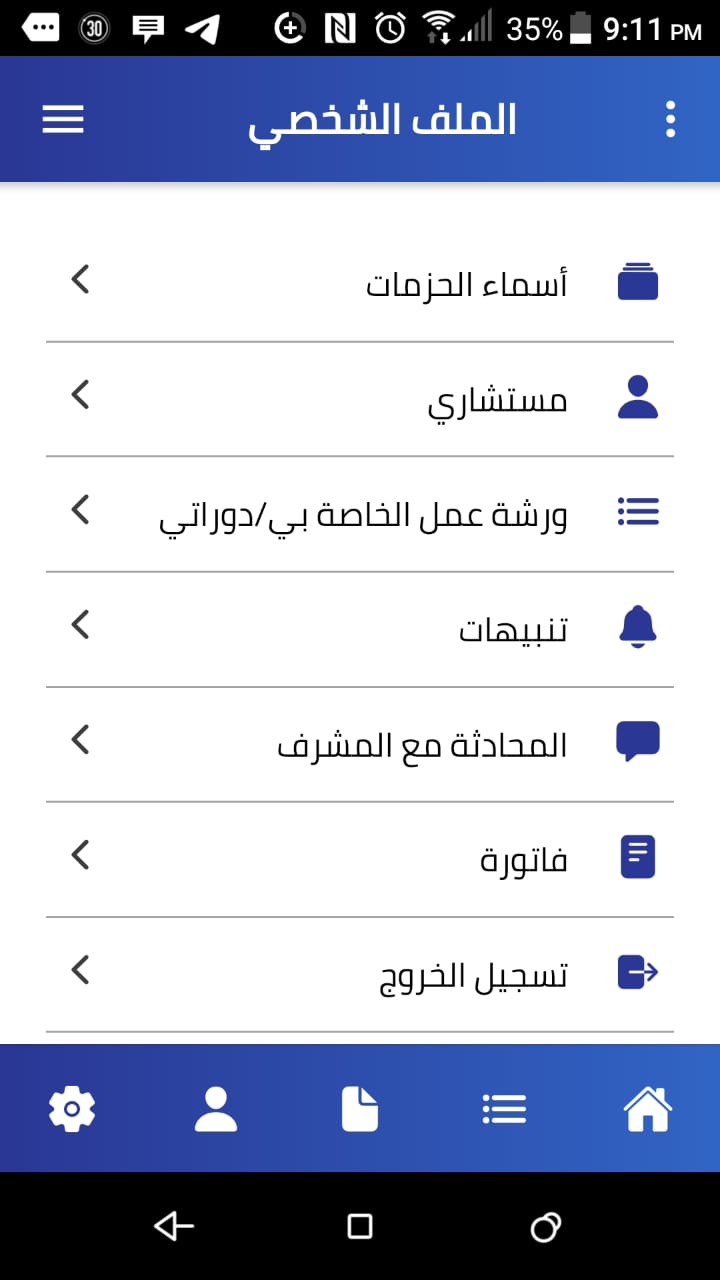 30 35% 9:11 PM
الملف الشخصي
أسماء الحزمات
مستشاري
ورشة عمل الخاصة بي/دوراتي
تنبيهات
المحادثة مع المشرف
فاتورة
تسجيل الخروج